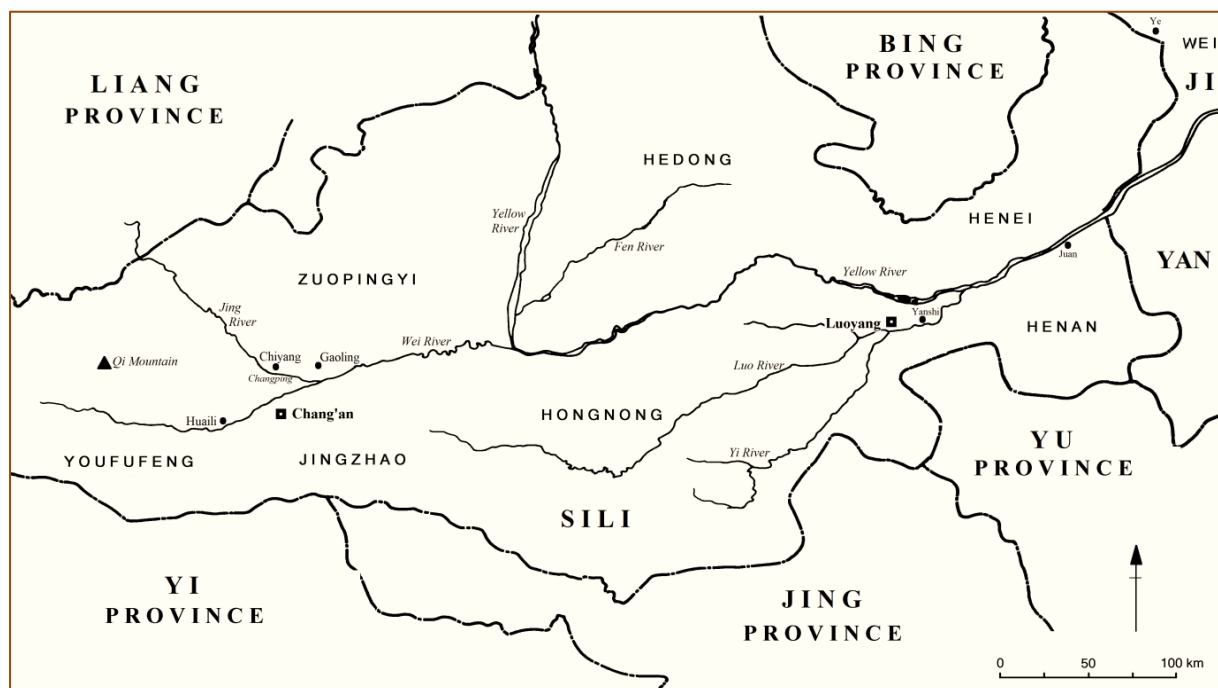 Ye
WEI
BING
PROVINCE
LIANG
PROVINCE
JI
HEDONG
Yellow
River
Fen River
HENEI
Juan
YAN
ZUOPINGYI
Yellow River
Jing
River
Luoyang
Yanshi
HENAN
Wei River
Qi Mountain
Chiyang
Gaoling
Changping
Luo River
Huaili
Chang'an
HONGNONG
YU
PROVINCE
YOUFUFENG
JINGZHAO
Yi River
SILI
YI
PROVINCE
JING
PROVINCE
0 50 100 km